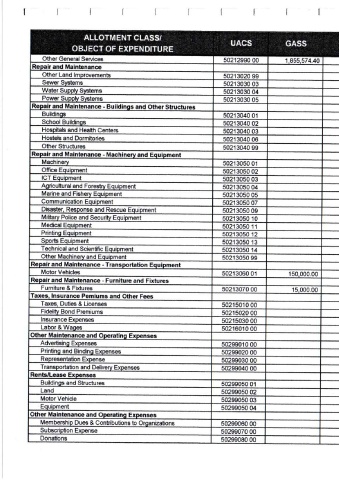 ALLOTMENT CLASS/ OBJECT OF EXPENDITURE UACS GASS
Other General Services 50212990 00 1,855,574.40
Repair and Maintenance
Other Land Improvements 50213020 99
Sewer Systems 50213030 03
Water Supply Systems 50213030 04
Power Supply Systems 50213030 05
Repair and Maintenance - Buildings and Other Structures
Buildings 50213040 01
School Buildings 50213040 02
Hospitals and Health Centers 50213040 03
Hostels and Dormitories 50213040 06
Other Structures 50213040 99
Repair and Maintenance - Machinery and Equipment
Machinery 50213050 01
Office Equipment 50213050 02
ICT Equipment 50213050 03
Agricultural and Forestry Equipment 50213050 04
Marine and Fishery Equipment 50213050 05
Communication Equipment 50213050 07
Disaster, Response and Rescue Equipment 50213050 09
Military Police and Security Equipment 50213050 10
Medical Equipment 50213050 11
Printing Equipment 50213050 12
Sports Equipment 50213050 13
Technical and Scientific Equipment 50213050 14
Other Machinery and Equipment 50213050 99
Repair and Maintenance - Transportation Equipment
Motor Vehicles 50213060 01 150,000.00
Repair and Maintenance - Furniture and Fixtures
Furniture & Fixtures 50213070 00 15,000.00
Taxes, Insurance Pemiums and Other Fees
Taxes, Duties & Licenses 50215010 00
Fidelity Bond Premiums 50215020 00
Insurance Expenses 50215030 00
Labor & Wages 50216010 00
Other Maintenance and Operating Expenses
Advertising Expenses 50299010 00
Printing and Binding Expenses 50299020 00
Representation Expense 50299030 00
Transportation and Delivery Expenses 50299040 00
Rents/Lease Expenses
Buildings and Structures 50299050 01
Land 50299050 02
Motor Vehicle 50299050 03
Equipment 50299050 04
Other Maintenance and Operating Expenses
Membership Dues & Contributions to Organizations 50299060 00
Subscription Expense 50299070 00
Donations 50299080 00